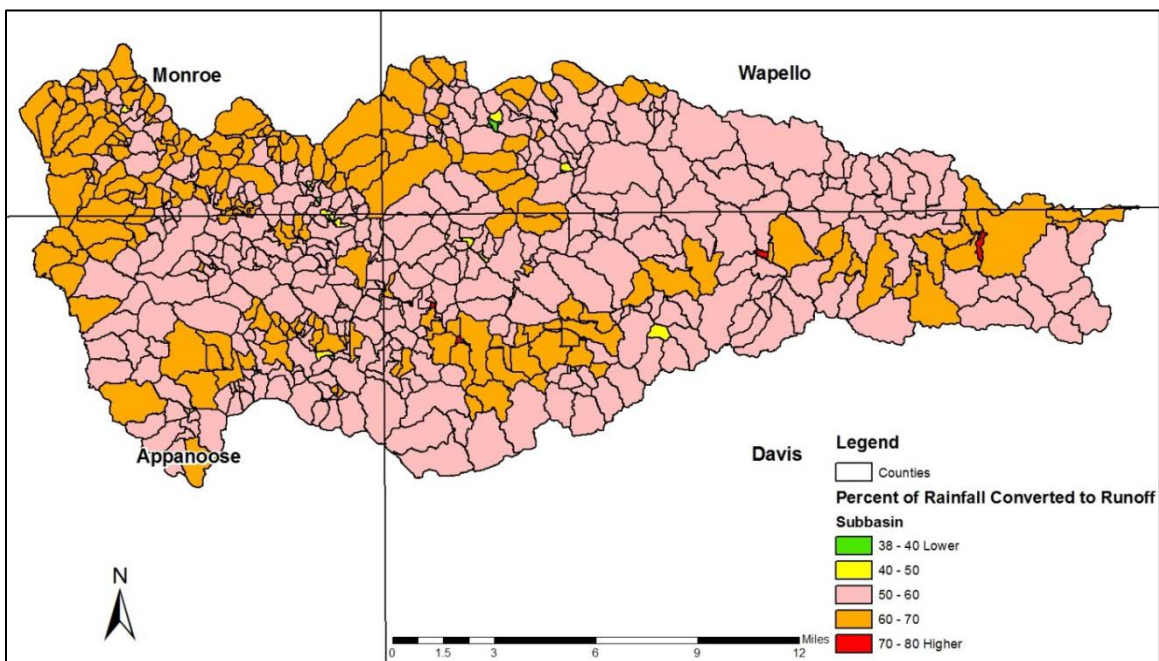 Monroe
Wapello
Appanoose
Davis
Legend
Counties
Percent of Rainfall Converted to Runoff
Subbasin
38 - 40 Lower
40 - 50
50 - 60
60 - 70
70 - 80 Higher
N
Miles
0 1.5 3 6 9 12